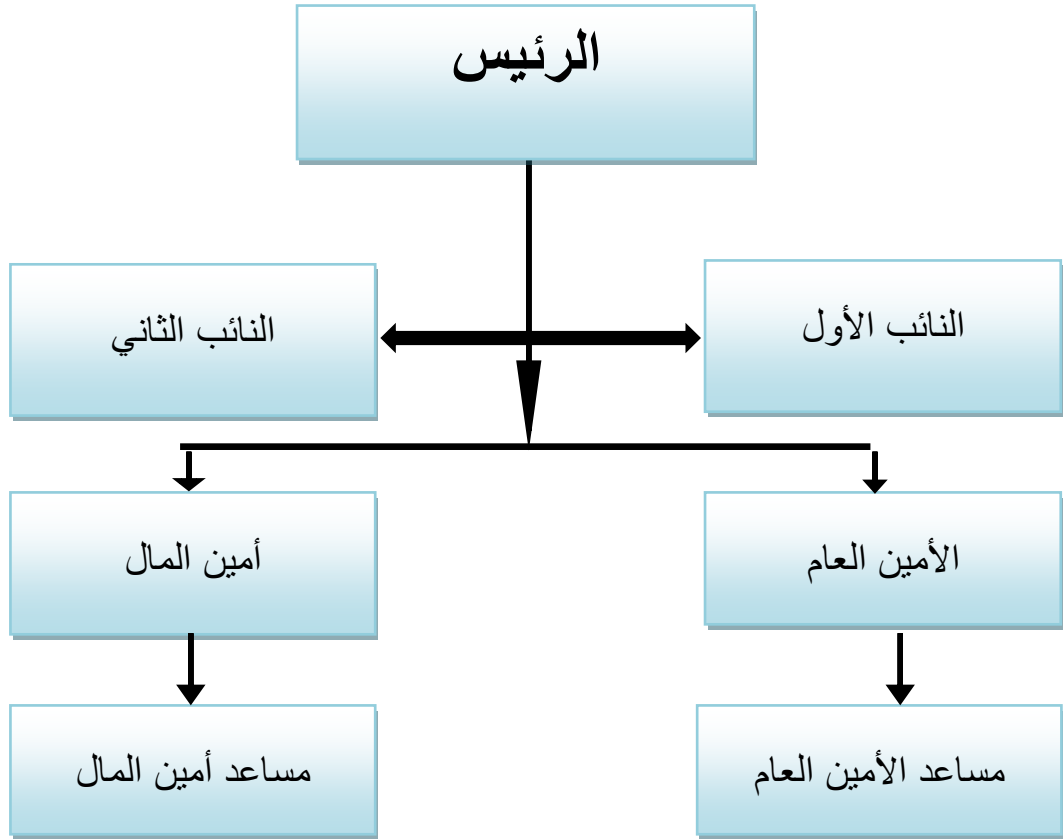 الرئيس
النائب الأول
النائب الثاني
الأمين العام
أمين المال
مساعد الأمين العام
مساعد أمين المال